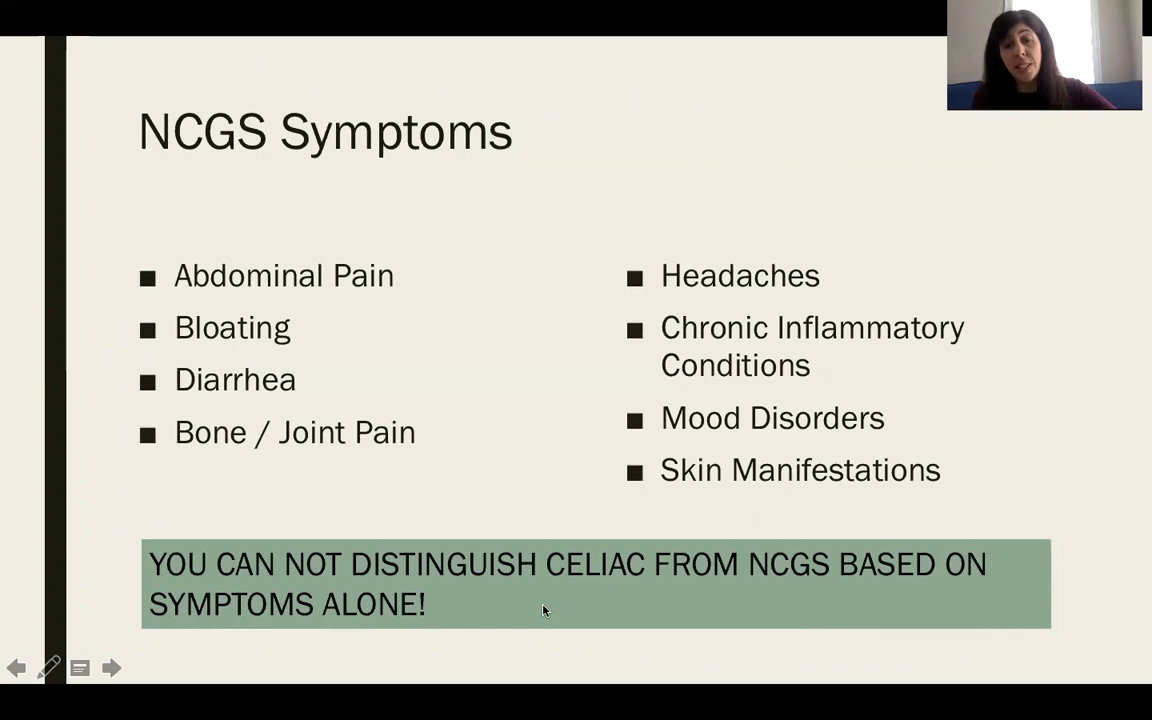 NCGS Symptoms
■ Abdominal Pain
■ Bloating
■ Diarrhea
■ Bone / Joint Pain
■ Headaches
■ Chronic Inflammatory
Conditions
■ Mood Disorders
■ Skin Manifestations
YOU CAN NOT DISTINGUISH CELIAC FROM NCGS BASED ON
SYMPTOMS ALONE!